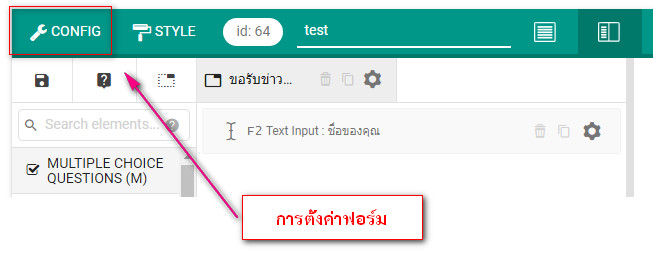 CONFIG STYLE id: 64 test
ขอรับข่าว...
Search elements...
F2 Text Input : ชื่อของคุณ
MULTIPLE CHOICE
QUESTIONS (M)
การตั้งค่าฟอร์ม